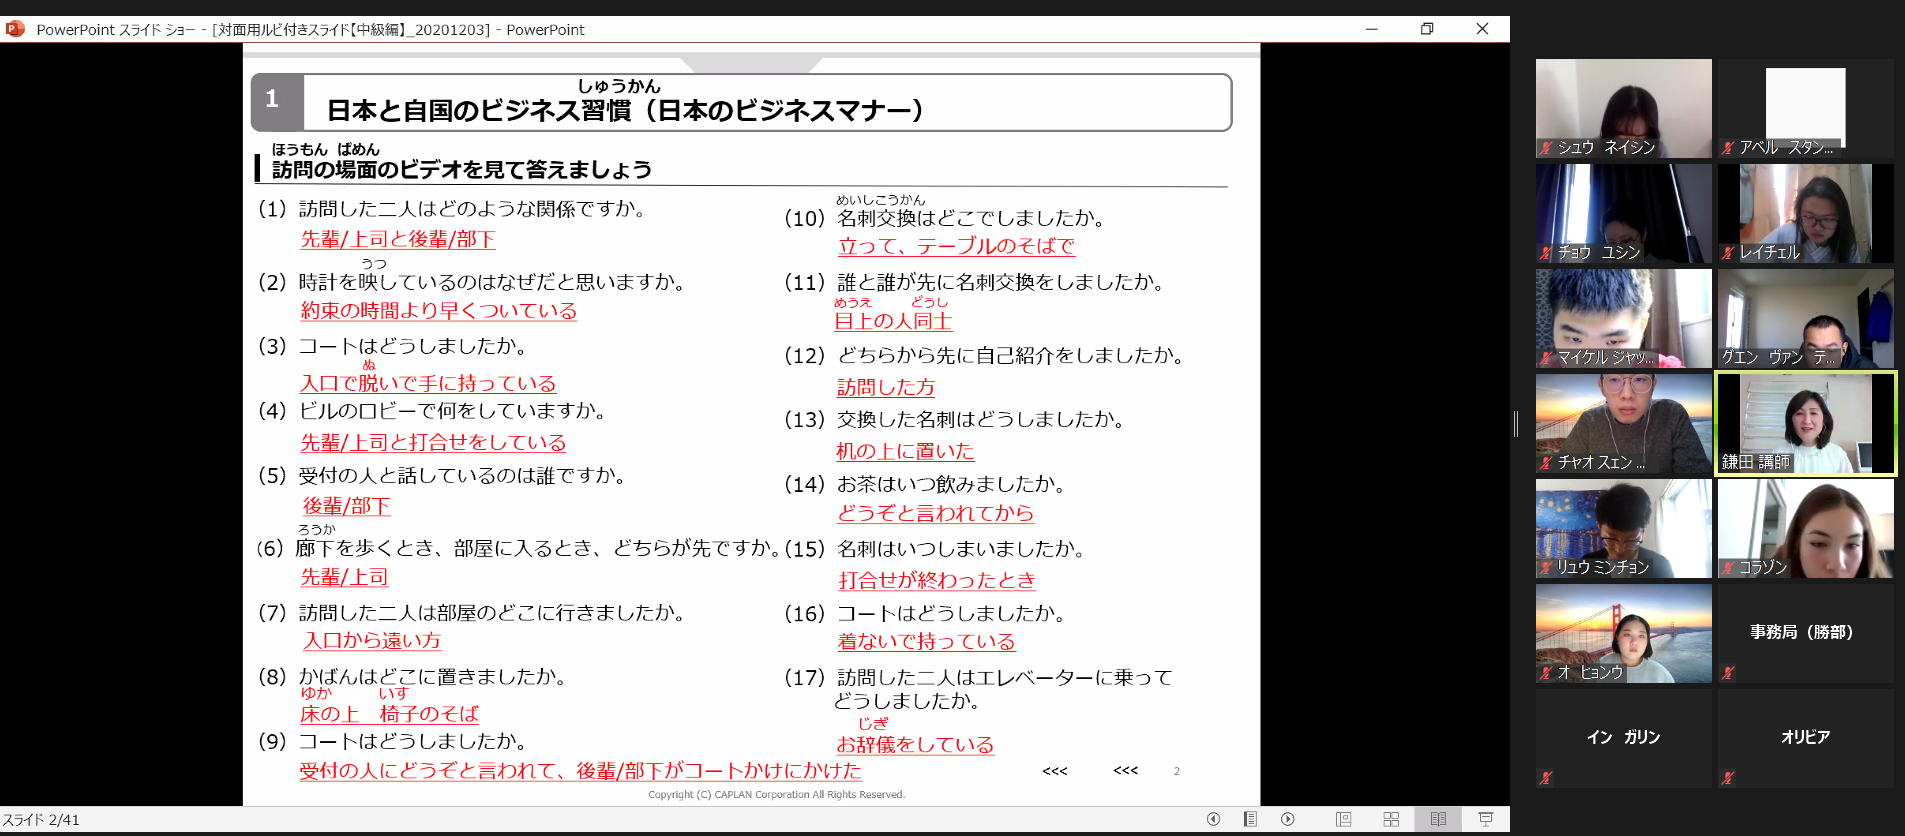 PowerPoint スライド ショー - [対面用ルビ付きスライド【中級編】_20201203] - PowerPoint
1
しゅうかん
日本と自国のビジネス習慣（日本のビジネスマナー）
ほうもん ばめん
訪問の場面のビデオを見て答えましょう
（1）訪問した二人はどのような関係ですか。
先輩/上司と後輩/部下
うつ
（2）時計を映しているのはなぜだと思いますか。
約束の時間より早くついている
（3）コートはどうしましたか。
ぬ
入口で脱いで手に持っている
（4）ビルのロビーで何をしていますか。
先輩/上司と打合せをしている
（5）受付の人と話しているのは誰ですか。
後輩/部下
ろうか
（6）廊下を歩くとき、部屋に入るとき、どちらが先ですか。
先輩/上司
（7）訪問した二人は部屋のどこに行きましたか。
入口から遠い方
（8）かばんはどこに置きましたか。
ゆか いす
床の上 椅子のそば
（9）コートはどうしましたか。
受付の人にどうぞと言われて、後輩/部下がコートかけにかけた
めいしこうかん
（10）名刺交換はどこでしましたか。
立って、テーブルのそばで
（11）誰と誰が先に名刺交換をしましたか。
めうえ どうし
目上の人同士
（12）どちらから先に自己紹介をしましたか。
訪問した方
（13）交換した名刺はどうしましたか。
机の上に置いた
（14）お茶はいつ飲みましたか。
どうぞと言われてから
（15）名刺はいつしまいましたか。
打合せが終わったとき
（16）コートはどうしましたか。
着ないで持っている
（17）訪問した二人はエレベーターに乗って
どうしましたか。
じぎ
お辞儀をしている
<<< <<< 2
Copyright (C) CAPLAN Corporation All Rights Reserved.
スライド 2/41
シュウ ネイシン
アベル スタン...
チョウ ユシン
レイチェル
マイケル ジャッ...
グエン ヴァン テ...
チャオ スェン ...
鎌田 講師
リュウ ミンチョン
コラゾン
オ ヒョンウ
事務局（勝部）
イン ガリン
オリビア